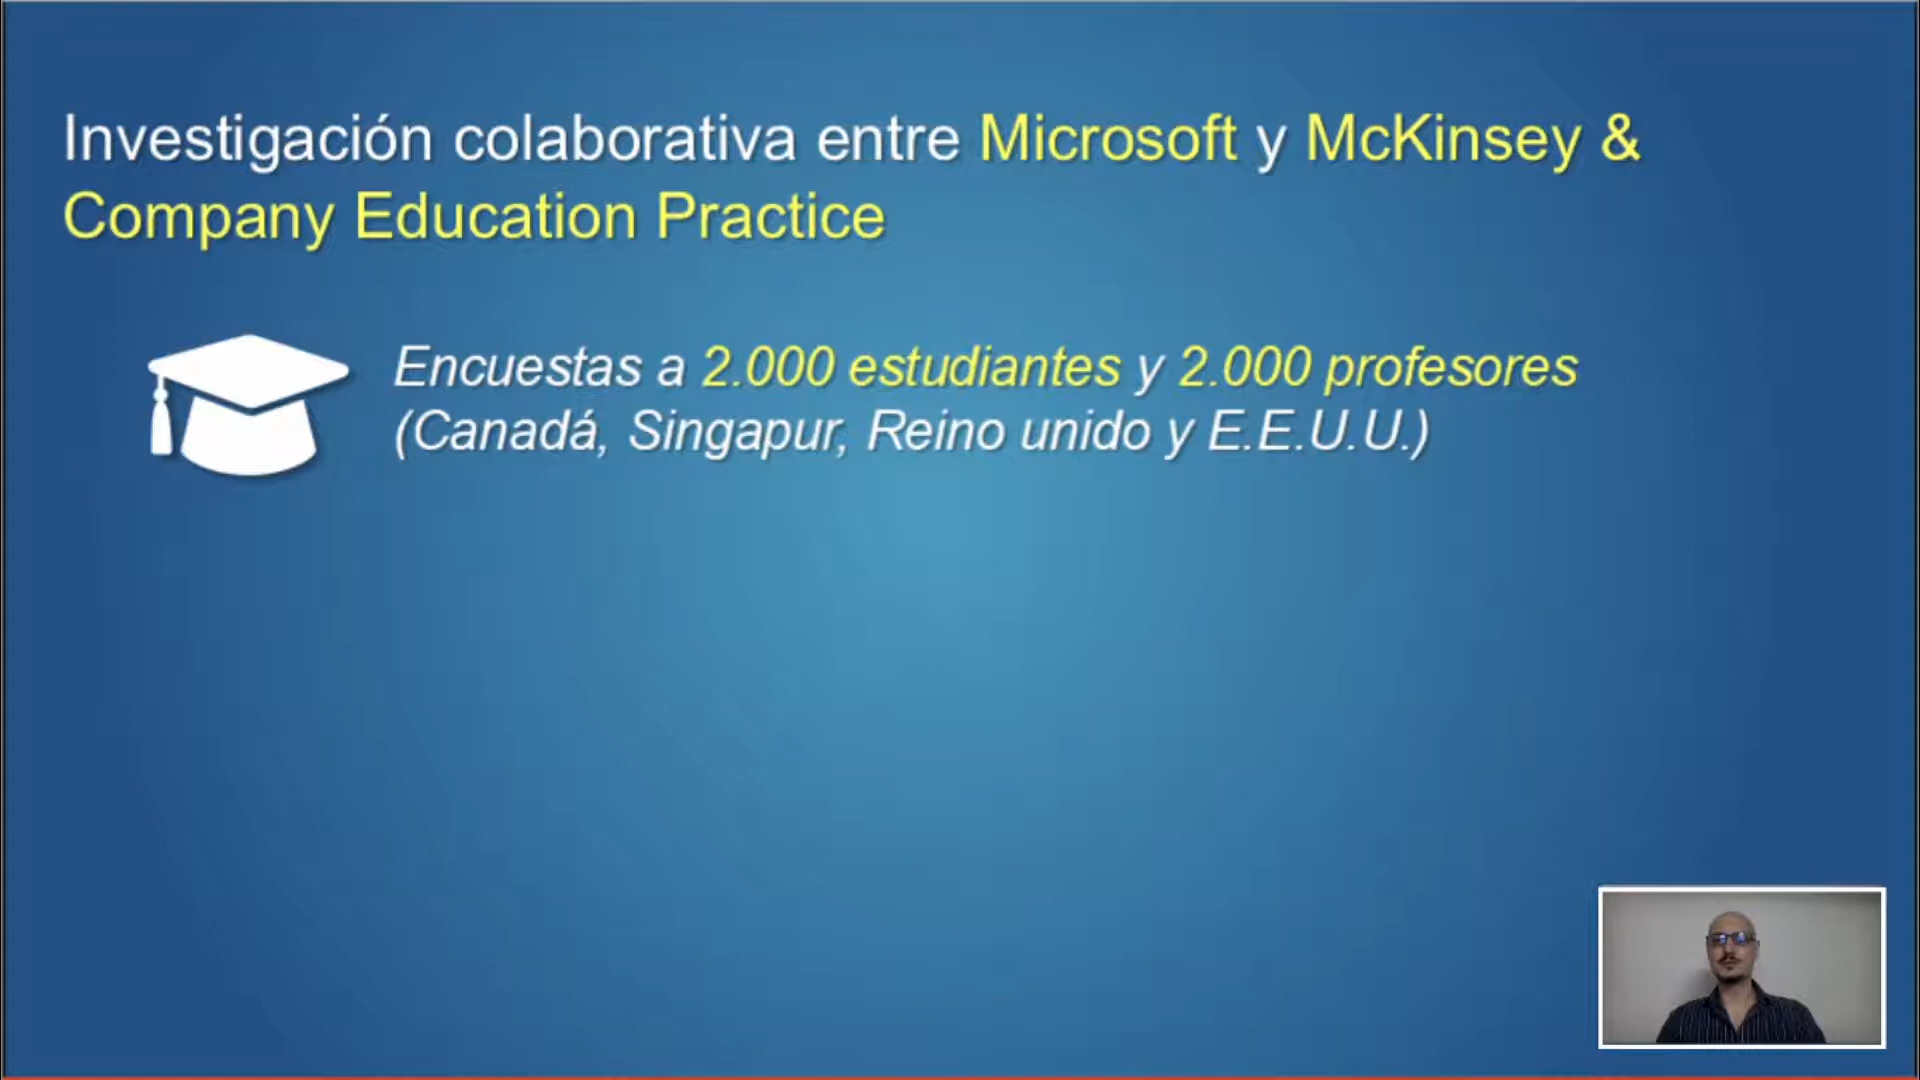 Investigación colaborativa entre Microsoft y McKinsey &
Company Education Practice
Encuestas a 2.000 estudiantes y 2.000 profesores
(Canadá, Singapur, Reino unido y E.E.U.U.)